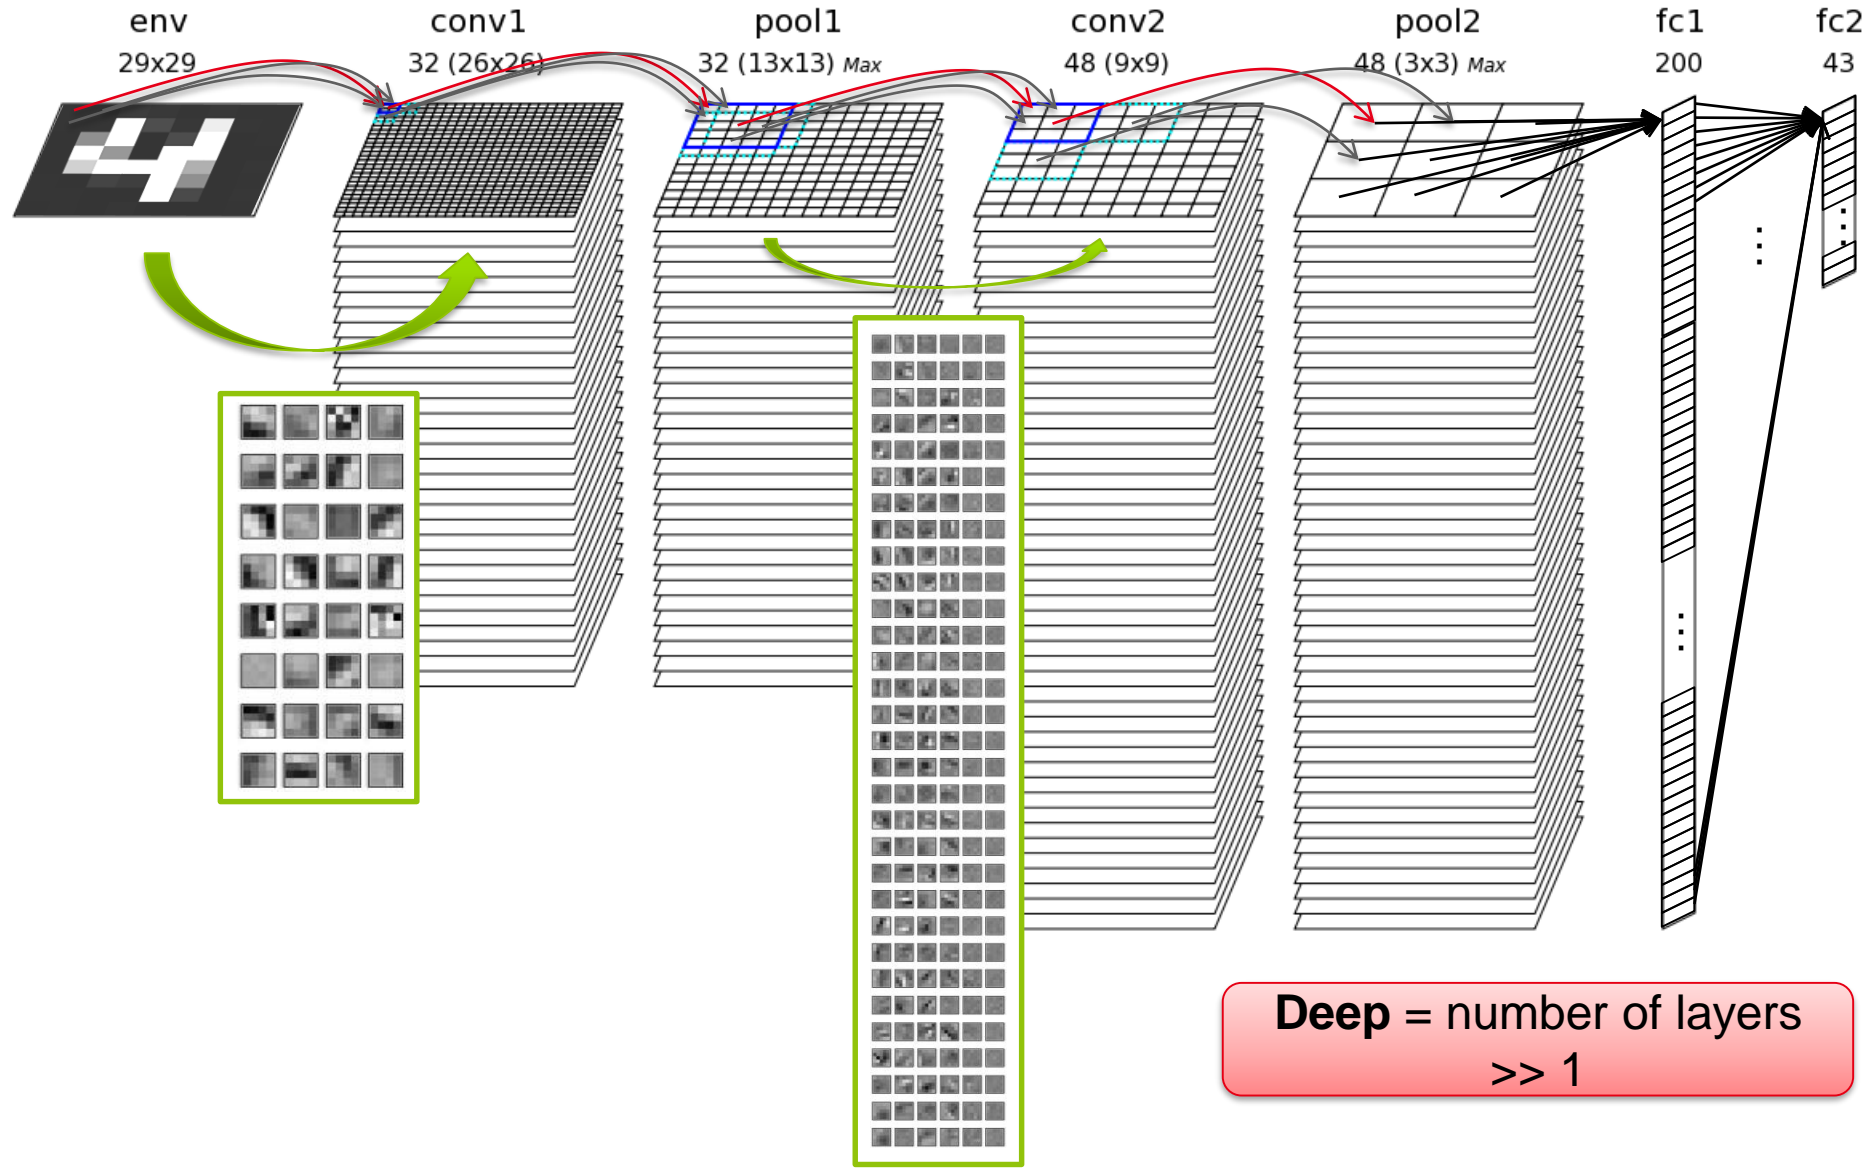 env conv1 pool1 conv2 pool2 fc1 fc2
29x29 32 (26x26) 32 (13x13) Max 48 (9x9) 48 (3x3) Max 200 43
Deep = number of layers
>> 1